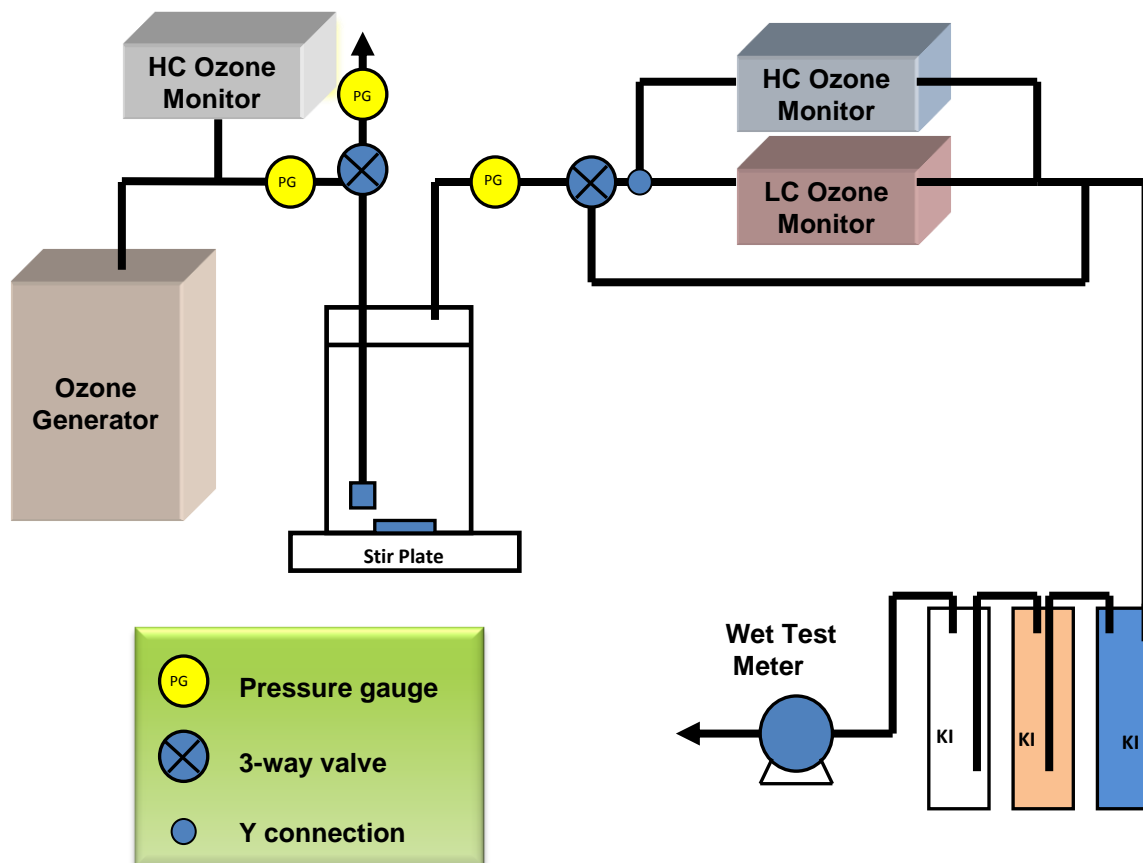 HC Ozone
Monitor
PG
PG
PG
HC Ozone
Monitor
LC Ozone
Monitor
Ozone
Generator
Stir Plate
PG
Pressure gauge
3-way valve
Y connection
Wet Test
Meter
KI
KI
KI